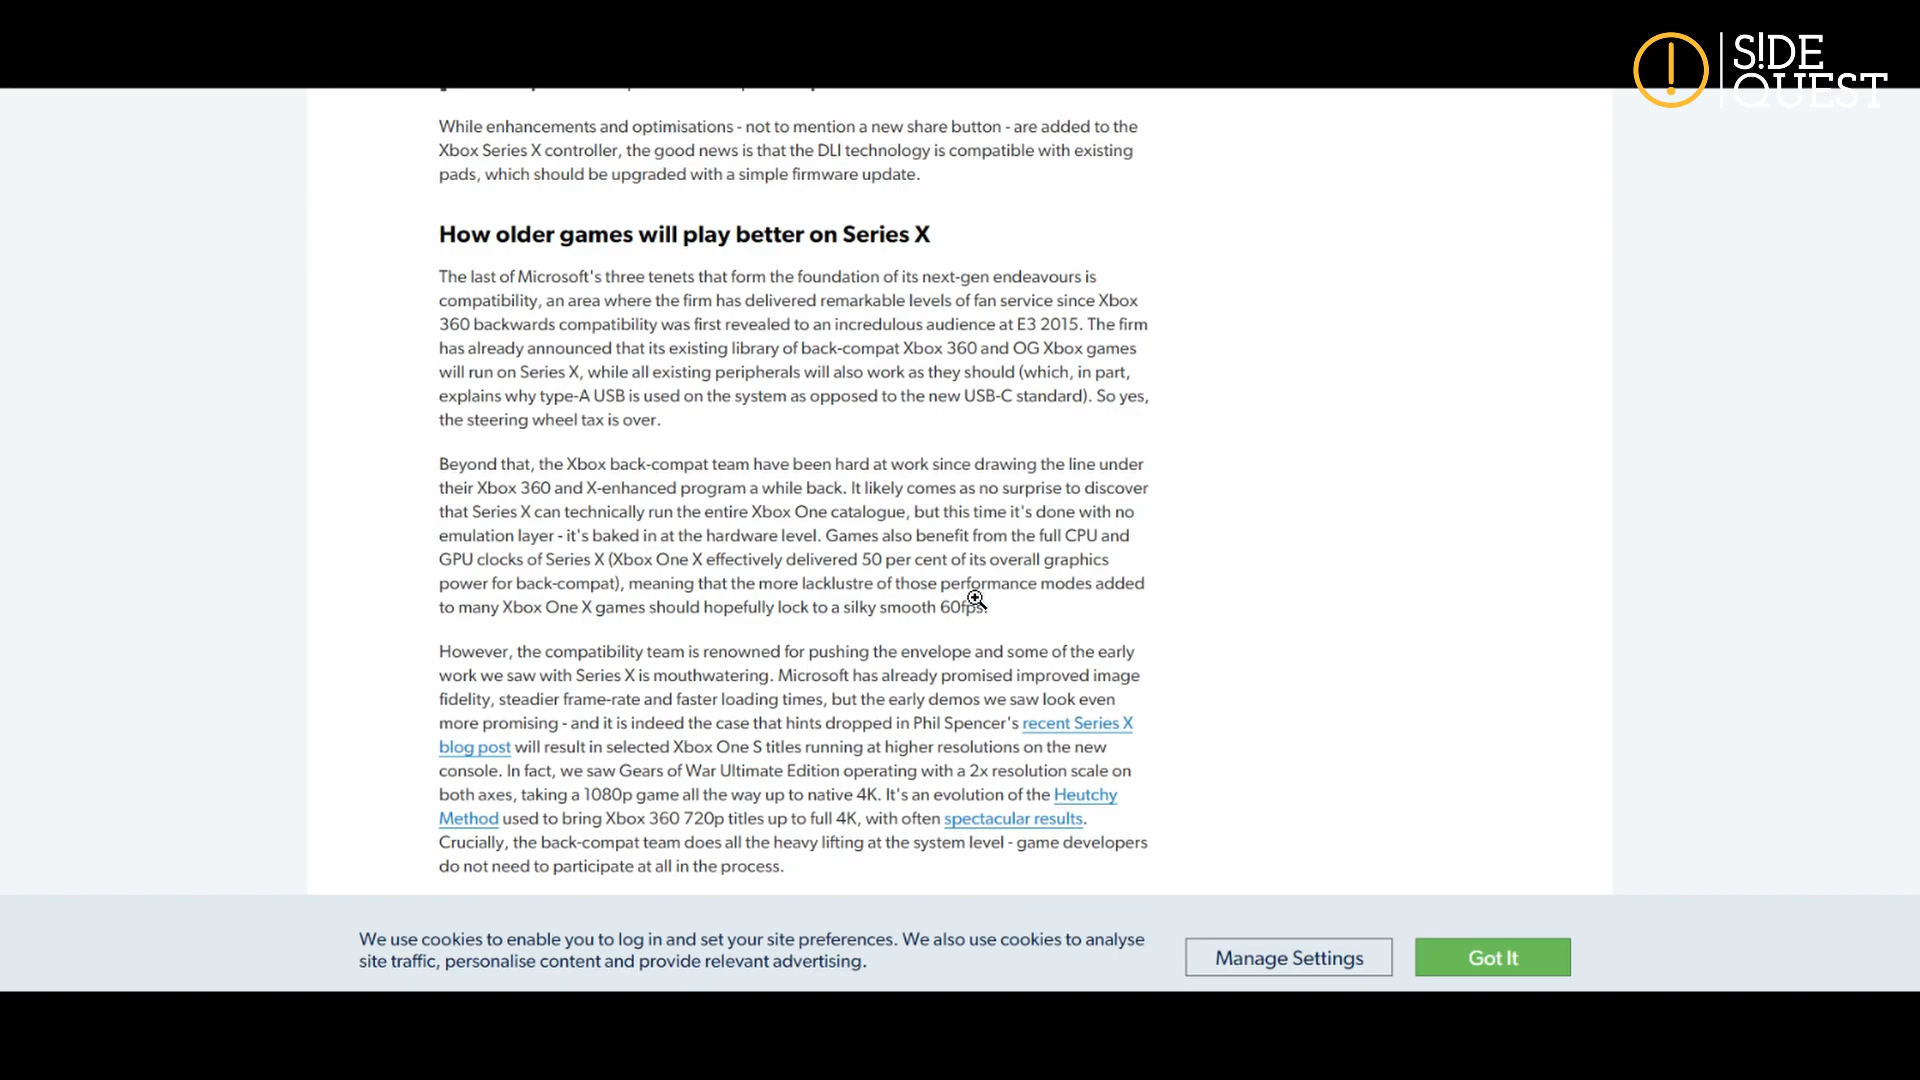 S!DE
QUEST
While enhancements and optimisations - not to mention a new share button - are added to the
Xbox Series X controller, the good news is that the DLI technology is compatible with existing
pads, which should be upgraded with a simple firmware update.
How older games will play better on Series X
The last of Microsoft's three tenets that form the foundation of its next-gen endeavours is
compatibility, an area where the firm has delivered remarkable levels of fan service since Xbox
360 backwards compatibility was first revealed to an incredulous audience at E3 2015. The firm
has already announced that its existing library of back-compat Xbox 360 and OG Xbox games
will run on Series X, while all existing peripherals will also work as they should (which, in part,
explains why type-A USB is used on the system as opposed to the new USB-C standard). So yes,
the steering wheel tax is over.
Beyond that, the Xbox back-compat team have been hard at work since drawing the line under
their Xbox 360 and X-enhanced program a while back. It likely comes as no surprise to discover
that Series X can technically run the entire Xbox One catalogue, but this time it's done with no
emulation layer - it's baked in at the hardware level. Games also benefit from the full CPU and
GPU clocks of Series X (Xbox One X effectively delivered 50 per cent of its overall graphics
power for back-compat), meaning that the more lacklustre of those performance modes added
to many Xbox One X games should hopefully lock to a silky smooth 60fps.
However, the compatibility team is renowned for pushing the envelope and some of the early
work we saw with Series X is mouthwatering. Microsoft has already promised improved image
fidelity, steadier frame-rate and faster loading times, but the early demos we saw look even
more promising - and it is indeed the case that hints dropped in Phil Spencer's recent Series X
blog post will result in selected Xbox One S titles running at higher resolutions on the new
console. In fact, we saw Gears of War Ultimate Edition operating with a 2x resolution scale on
both axes, taking a 1080p game all the way up to native 4K. It's an evolution of the Heutchy
Method used to bring Xbox 360 720p titles up to full 4K, with often spectacular results.
Crucially, the back-compat team does all the heavy lifting at the system level - game developers
do not need to participate at all in the process.
We use cookies to enable you to log in and set your site preferences. We also use cookies to analyse
site traffic, personalise content and provide relevant advertising.
Manage Settings
Got It